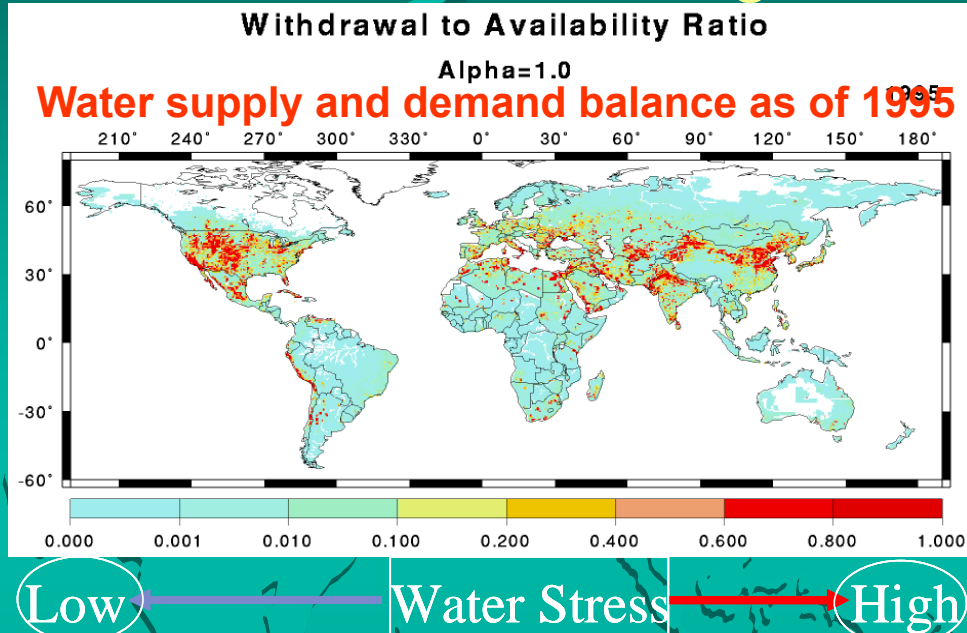 Withdrawal to Availability Ratio
Alpha=1.0
Water supply and demand balance as of 1995
1995
210° 240° 270° 300° 330° 0° 30° 60° 90° 120° 150° 180°
60°
30°
0°
-30°
-60°
0.000 0.001 0.010 0.100 0.200 0.400 0.600 0.800 1.000
Low Water Stress High